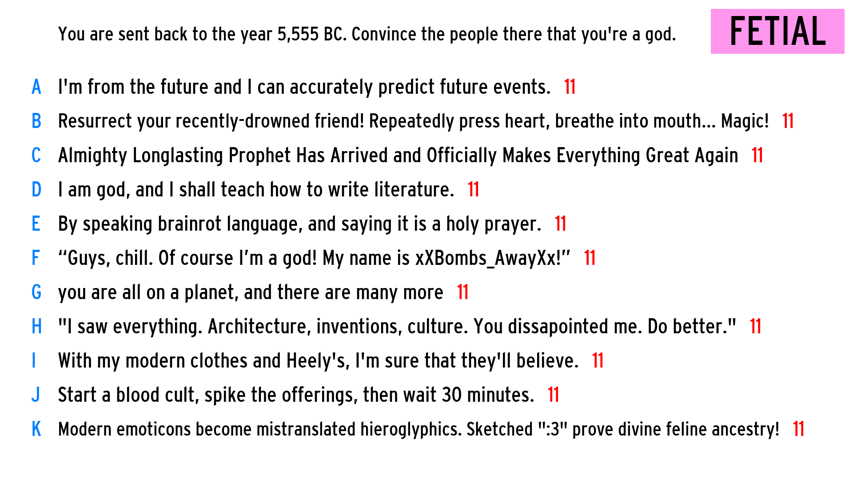 You are sent back to the year 5,555 BC. Convince the people there that you're a god.
FETIAL
A I'm from the future and I can accurately predict future events. 11
B Resurrect your recently-drowned friend! Repeatedly press heart, breathe into mouth... Magic! 11
C Almighty Longlasting Prophet Has Arrived and Officially Makes Everything Great Again 11
D I am god, and I shall teach how to write literature. 11
E By speaking brainrot language, and saying it is a holy prayer. 11
F “Guys, chill. Of course I’m a god! My name is xXBombs_AwayXx!” 11
G you are all on a planet, and there are many more 11
H "I saw everything. Architecture, inventions, culture. You dissapointed me. Do better." 11
I With my modern clothes and Heely's, I'm sure that they'll believe. 11
J Start a blood cult, spike the offerings, then wait 30 minutes. 11
K Modern emoticons become mistranslated hieroglyphics. Sketched ":3" prove divine feline ancestry! 11